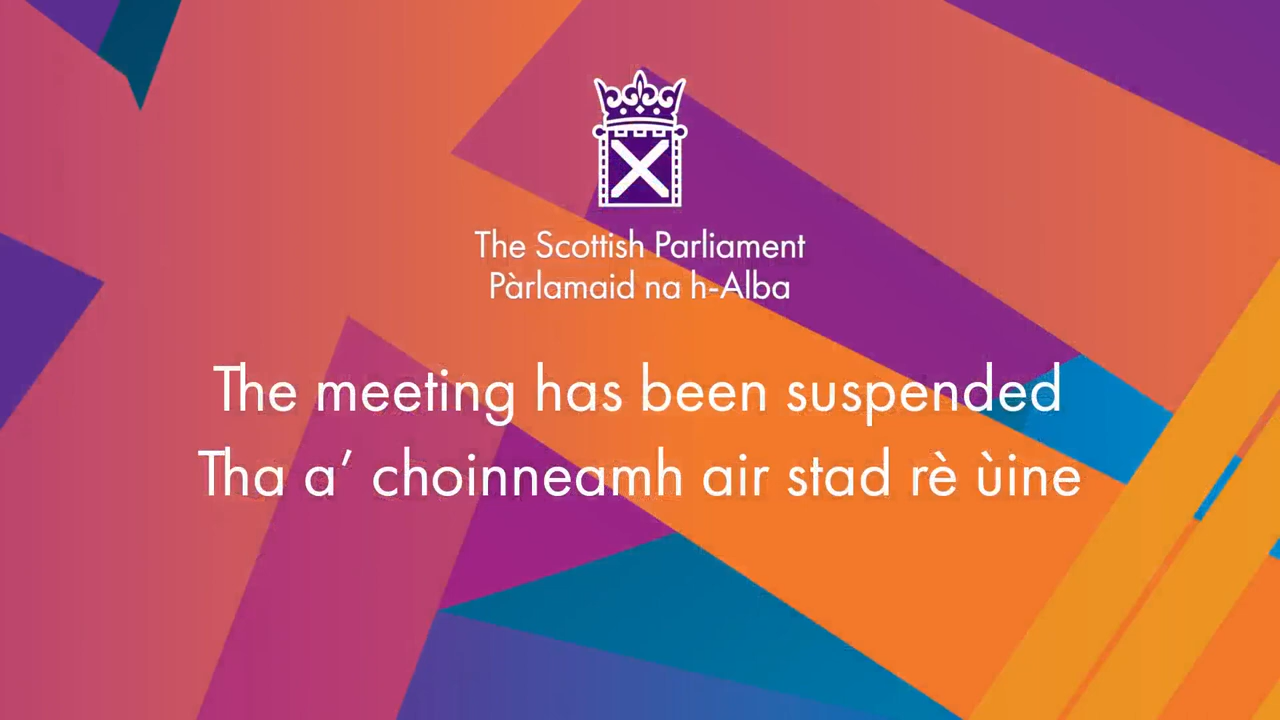 The Scottish Parliament
Pàrlamaid na h-Alba
The meeting has been suspended
Tha a’ choinneamh air stad rè ùine